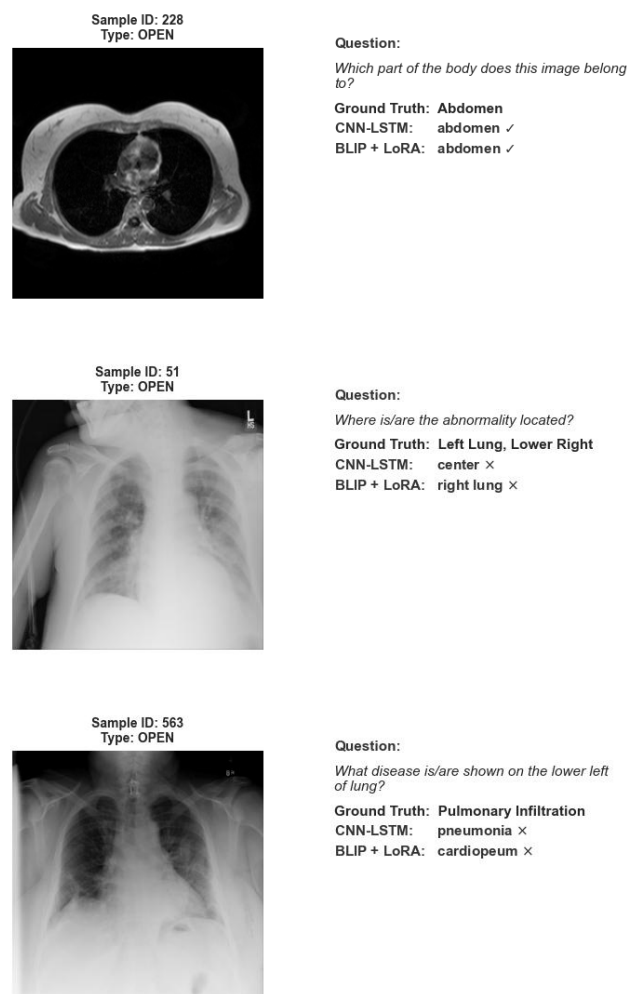 Sample ID: 228
Type: OPEN
Question:
Which part of the body does this image belong
to?
Ground Truth: Abdomen
CNN-LSTM: abdomen ✓
BLIP + LoRA: abdomen ✓
Sample ID: 51
Type: OPEN
L
Question:
Where is/are the abnormality located?
Ground Truth: Left Lung, Lower Right
CNN-LSTM: center ×
BLIP + LoRA: right lung ×
Sample ID: 563
Type: OPEN
Question:
What disease is/are shown on the lower left
of lung?
Ground Truth: Pulmonary Infiltration
CNN-LSTM: pneumonia ×
BLIP + LoRA: cardiopeum ×